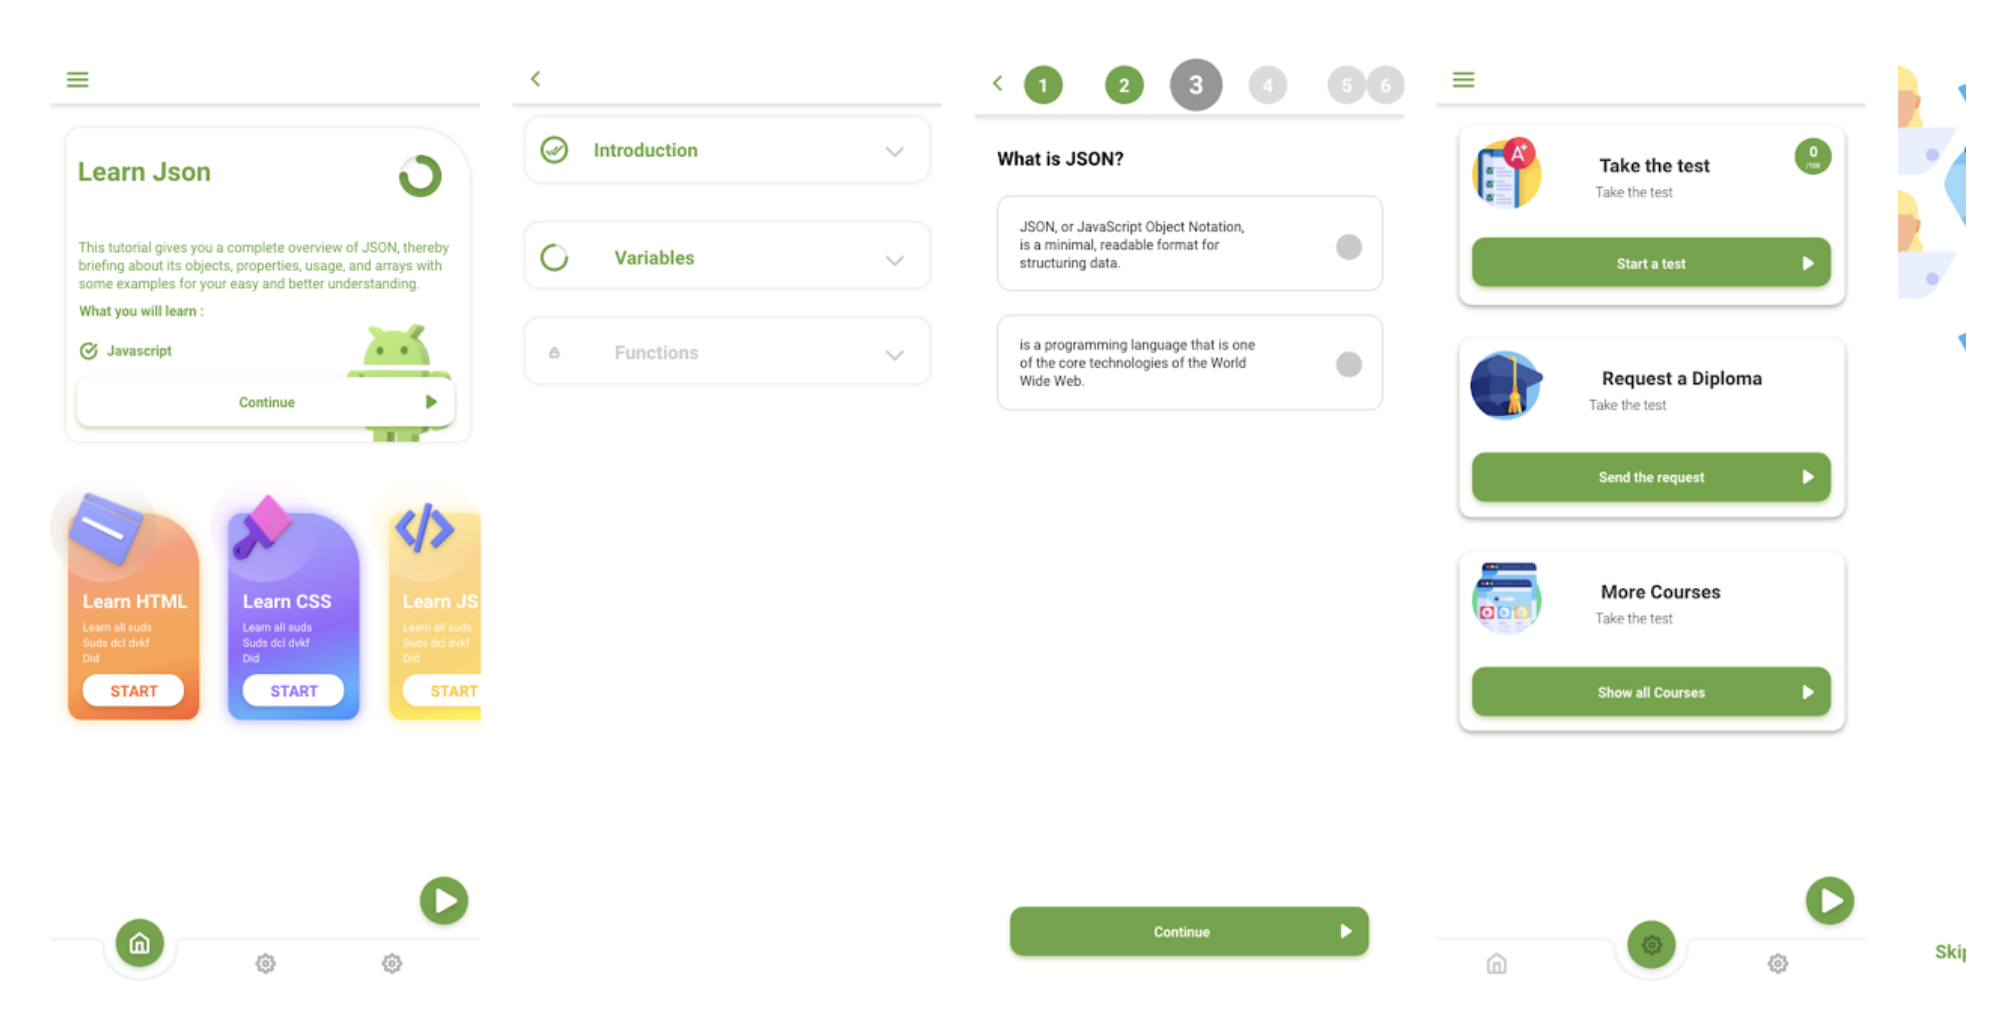 Learn Json
This tutorial gives you a complete overview of JSON, thereby
briefing about its objects, properties, usage, and arrays with
some examples for your easy and better understanding.
What you will learn :
Javascript
Continue
Learn HTML
Learn all suds
Suds dcl dvkf
Did
START
Learn CSS
Learn all suds
Suds dcl dvkf
Did
START
Learn JS
Learn all suds
Suds dcl dvkf
Did
START
Introduction
Variables
Functions
1 2 3 4 5 6
What is JSON?
JSON, or JavaScript Object Notation,
is a minimal, readable format for
structuring data.
is a programming language that is one
of the core technologies of the World
Wide Web.
Continue
A+
Take the test
Take the test
0
/100
Start a test
Request a Diploma
Take the test
Send the request
More Courses
Take the test
Show all Courses
Ski